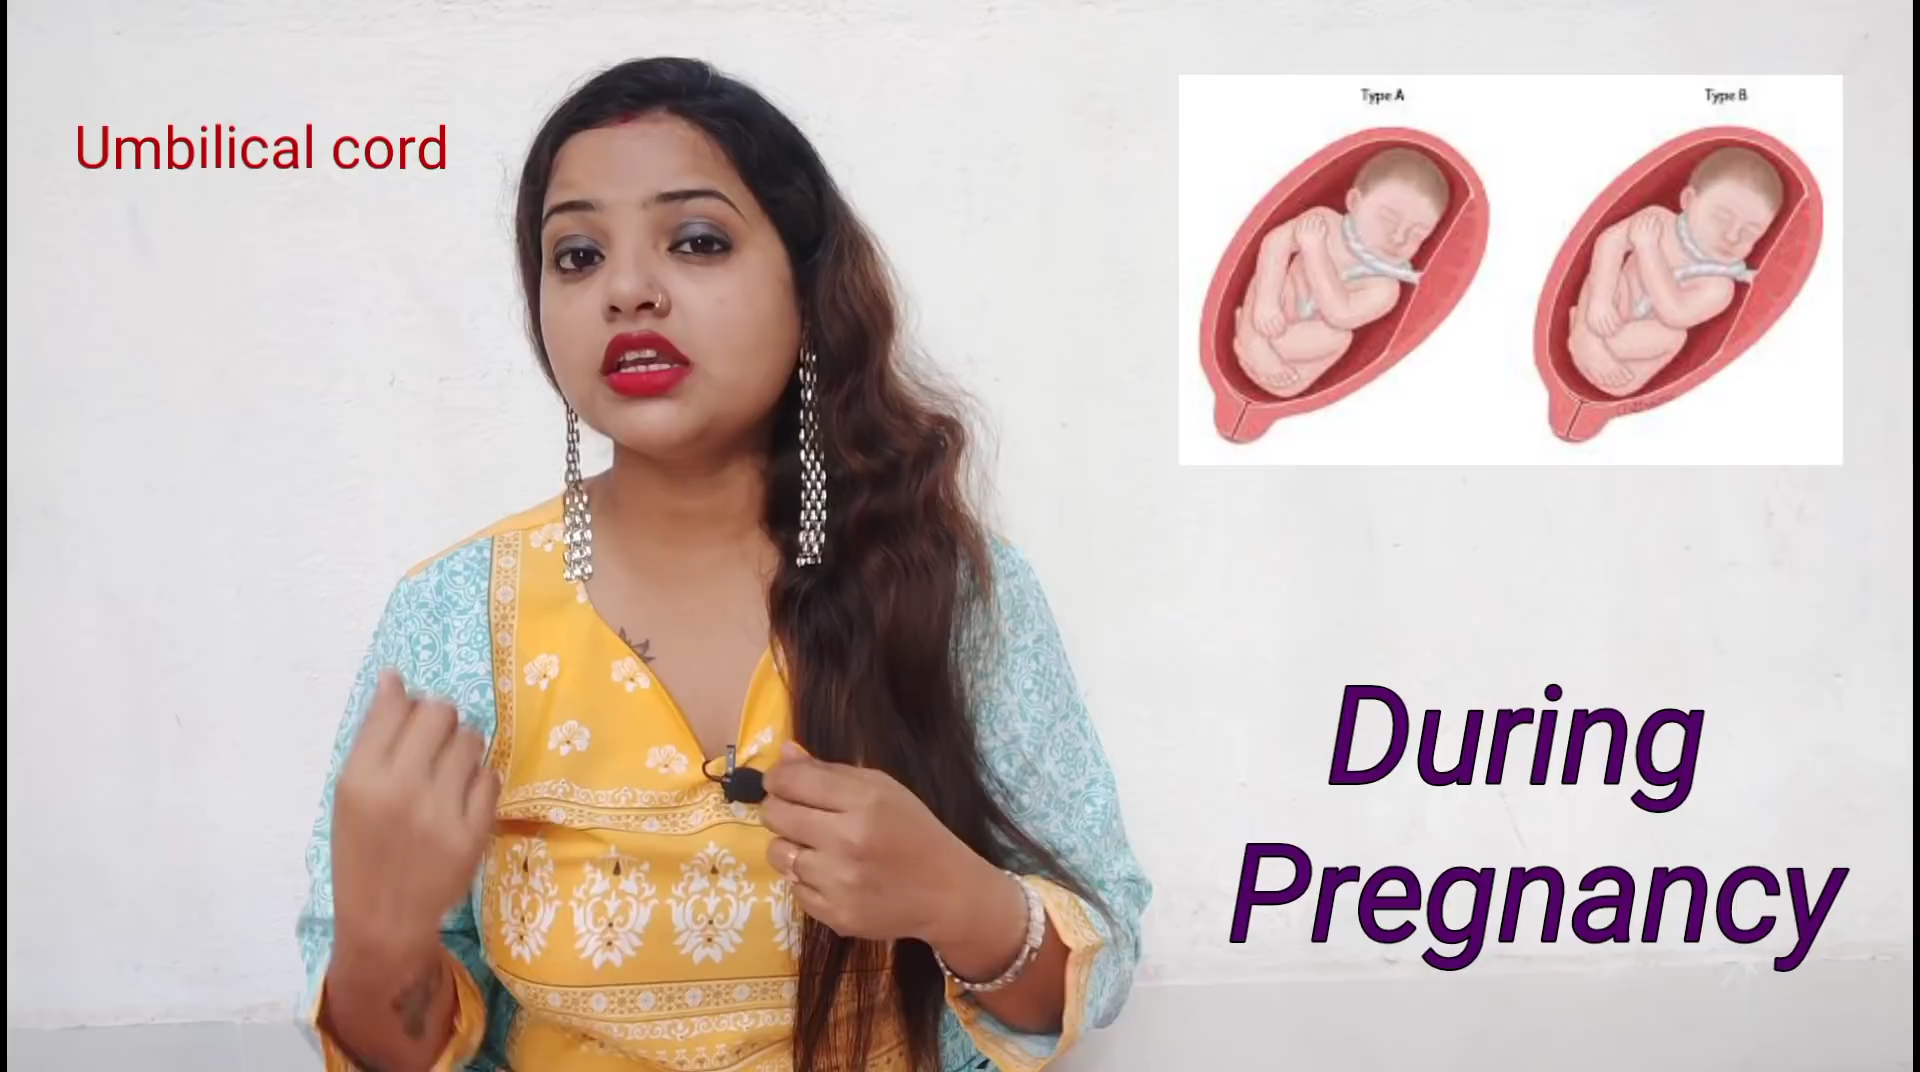 Umbilical cord
Type A
Type B
During
Pregnancy